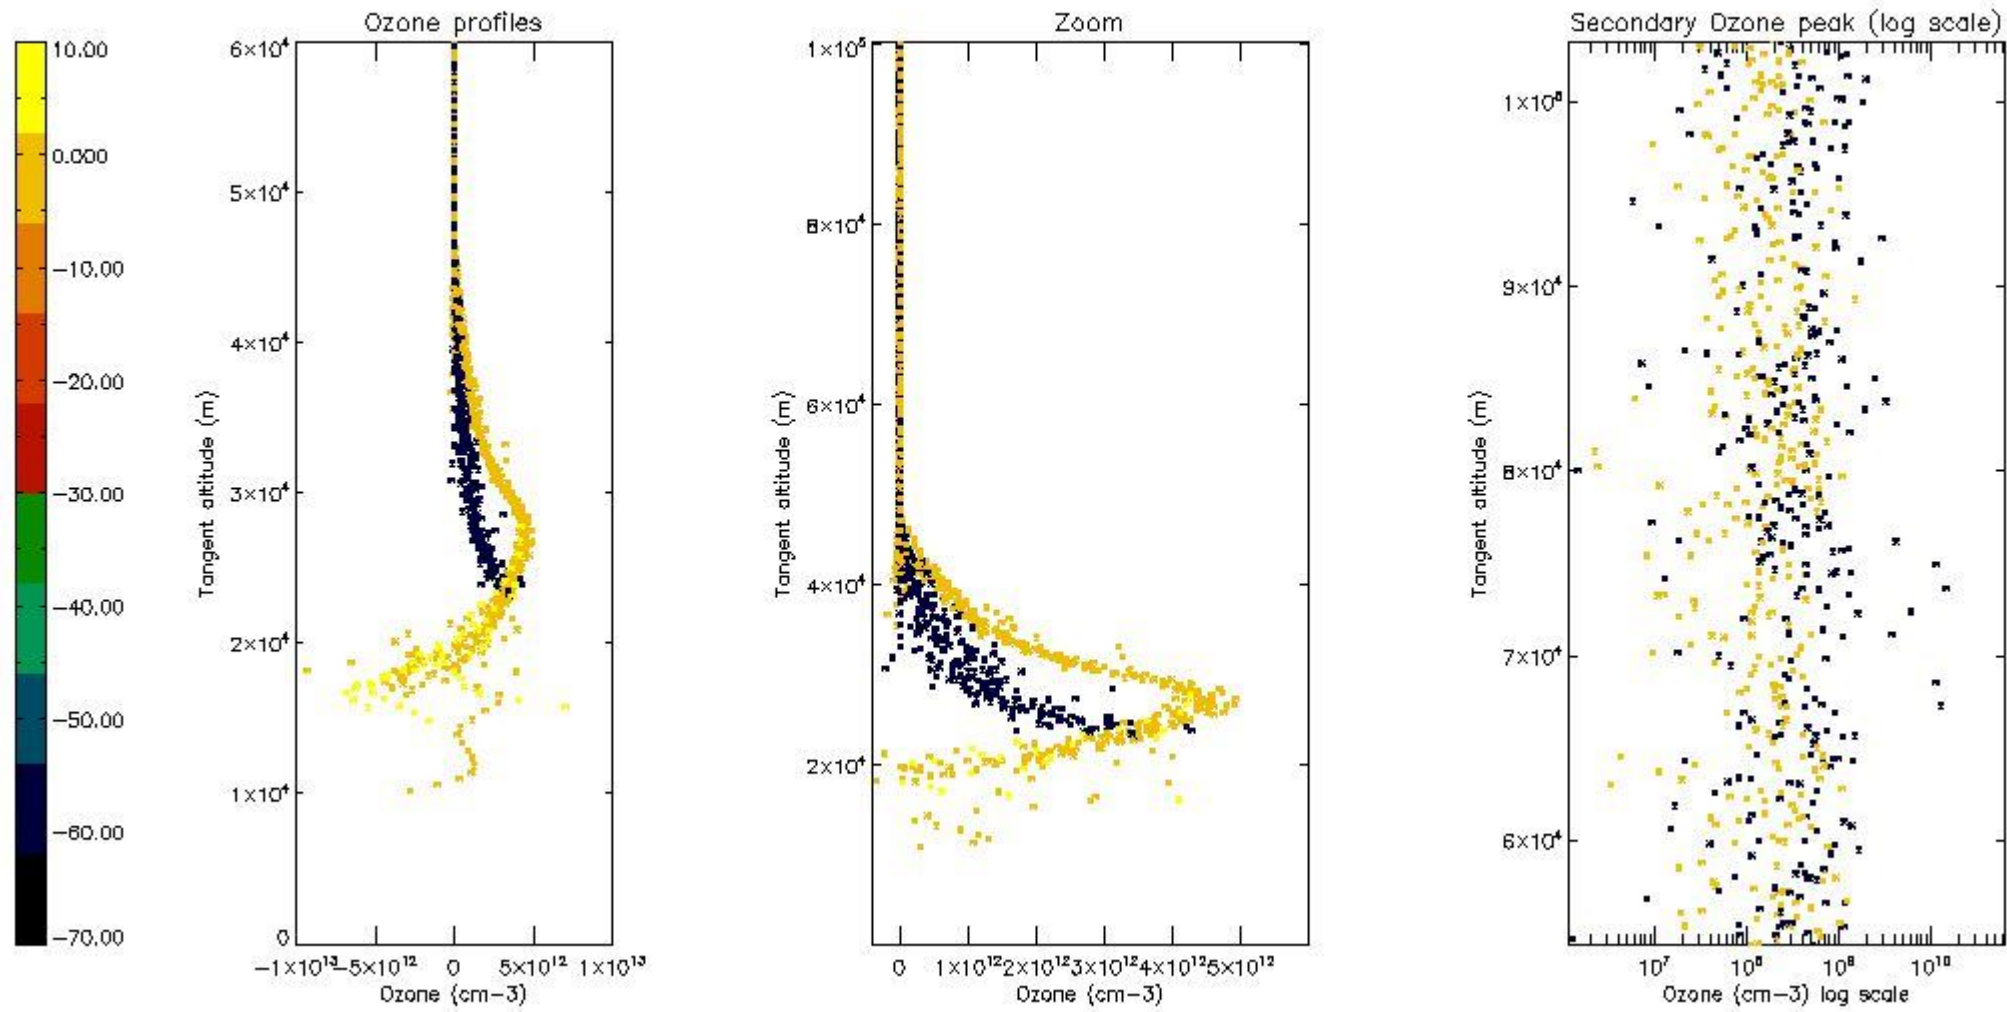 Ozone profiles
Zoom
Secondary Ozone peak (log scale)
10.00
0.000
−10.00
−20.00
−30.00
−40.00
−50.00
−60.00
−70.00
6×10⁴
5×10⁴
4×10⁴
3×10⁴
2×10⁴
1×10⁴
0
Tangent altitude (m)
−1×10¹³ −5×10¹² 0 5×10¹² 1×10¹³
Ozone (cm−3)
1×10⁵
8×10⁴
6×10⁴
4×10⁴
2×10⁴
Tangent altitude (m)
0 1×10¹² 2×10¹² 3×10¹² 4×10¹² 5×10¹²
Ozone (cm−3)
1×10⁵
9×10⁴
8×10⁴
7×10⁴
6×10⁴
Tangent altitude (m)
10⁷ 10⁸ 10⁹ 10¹⁰
Ozone (cm−3) log scale